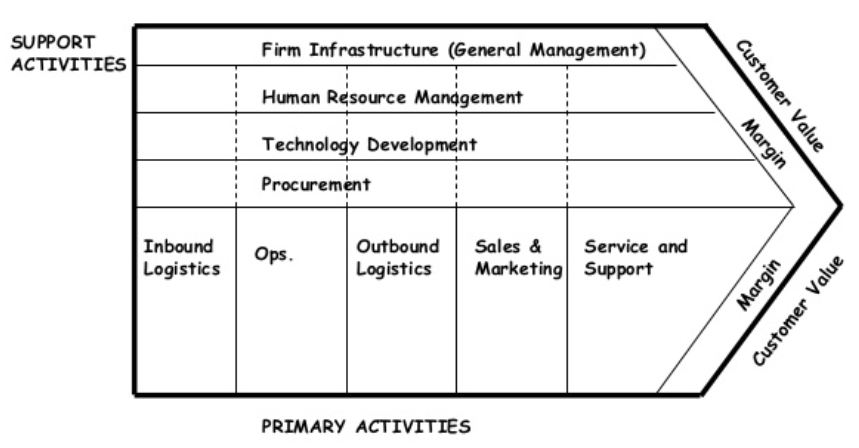 SUPPORT
ACTIVITIES
Firm Infrastructure (General Management)
Human Resource Management
Technology Development
Procurement
Inbound
Logistics
Ops.
Outbound
Logistics
Sales &
Marketing
Service and
Support
Customer Value
Margin
Margin
Customer Value
PRIMARY ACTIVITIES